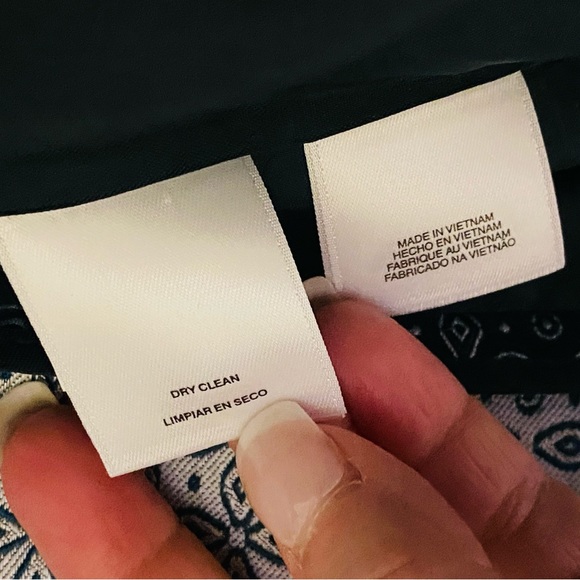 DRY CLEAN
LIMPIAR EN SECO
MADE IN VIETNAM
HECHO EN VIETNAM
FABRIQUE AU VIETNAM
FABRICADO NA VIETNÃO